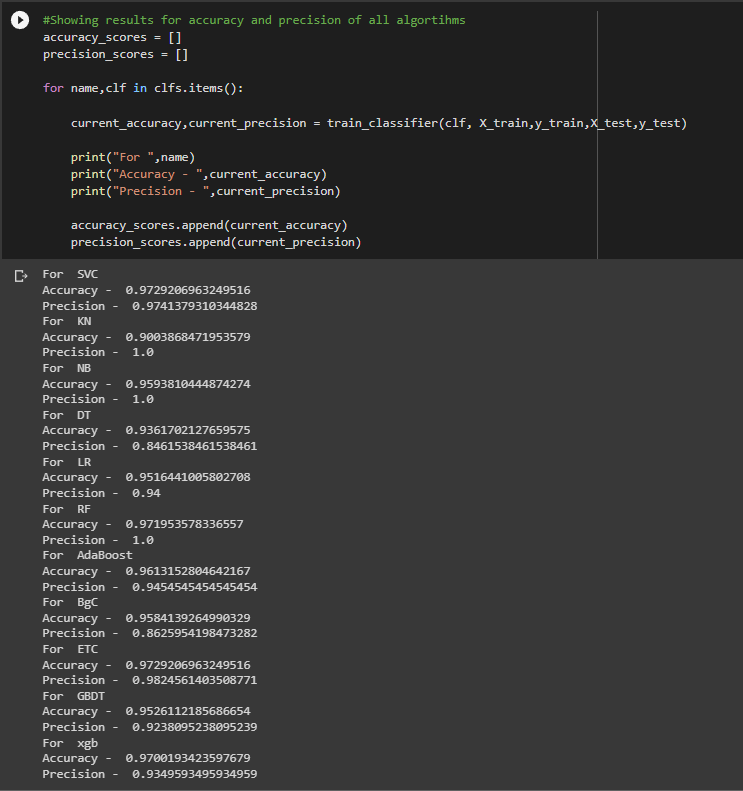 #Showing results for accuracy and precision of all algortihms
accuracy_scores = []
precision_scores = []
for name,clf in clfs.items():
current_accuracy,current_precision = train_classifier(clf, X_train,y_train,X_test,y_test)
print("For ",name)
print("Accuracy - ",current_accuracy)
print("Precision - ",current_precision)
accuracy_scores.append(current_accuracy)
precision_scores.append(current_precision)
For  SVC
Accuracy -  0.9729206963249516
Precision -  0.9741379310344828
For  KN
Accuracy -  0.9003868471953579
Precision -  1.0
For  NB
Accuracy -  0.9593810444874274
Precision -  1.0
For  DT
Accuracy -  0.9361702127659575
Precision -  0.8461538461538461
For  LR
Accuracy -  0.9516441005802708
Precision -  0.94
For  RF
Accuracy -  0.971953578336557
Precision -  1.0
For  AdaBoost
Accuracy -  0.9613152804642167
Precision -  0.9454545454545454
For  BgC
Accuracy -  0.9584139264990329
Precision -  0.8625954198473282
For  ETC
Accuracy -  0.9729206963249516
Precision -  0.9824561403508771
For  GBDT
Accuracy -  0.9526112185686654
Precision -  0.9238095238095239
For  xgb
Accuracy -  0.9700193423597679
Precision -  0.9349593495934959